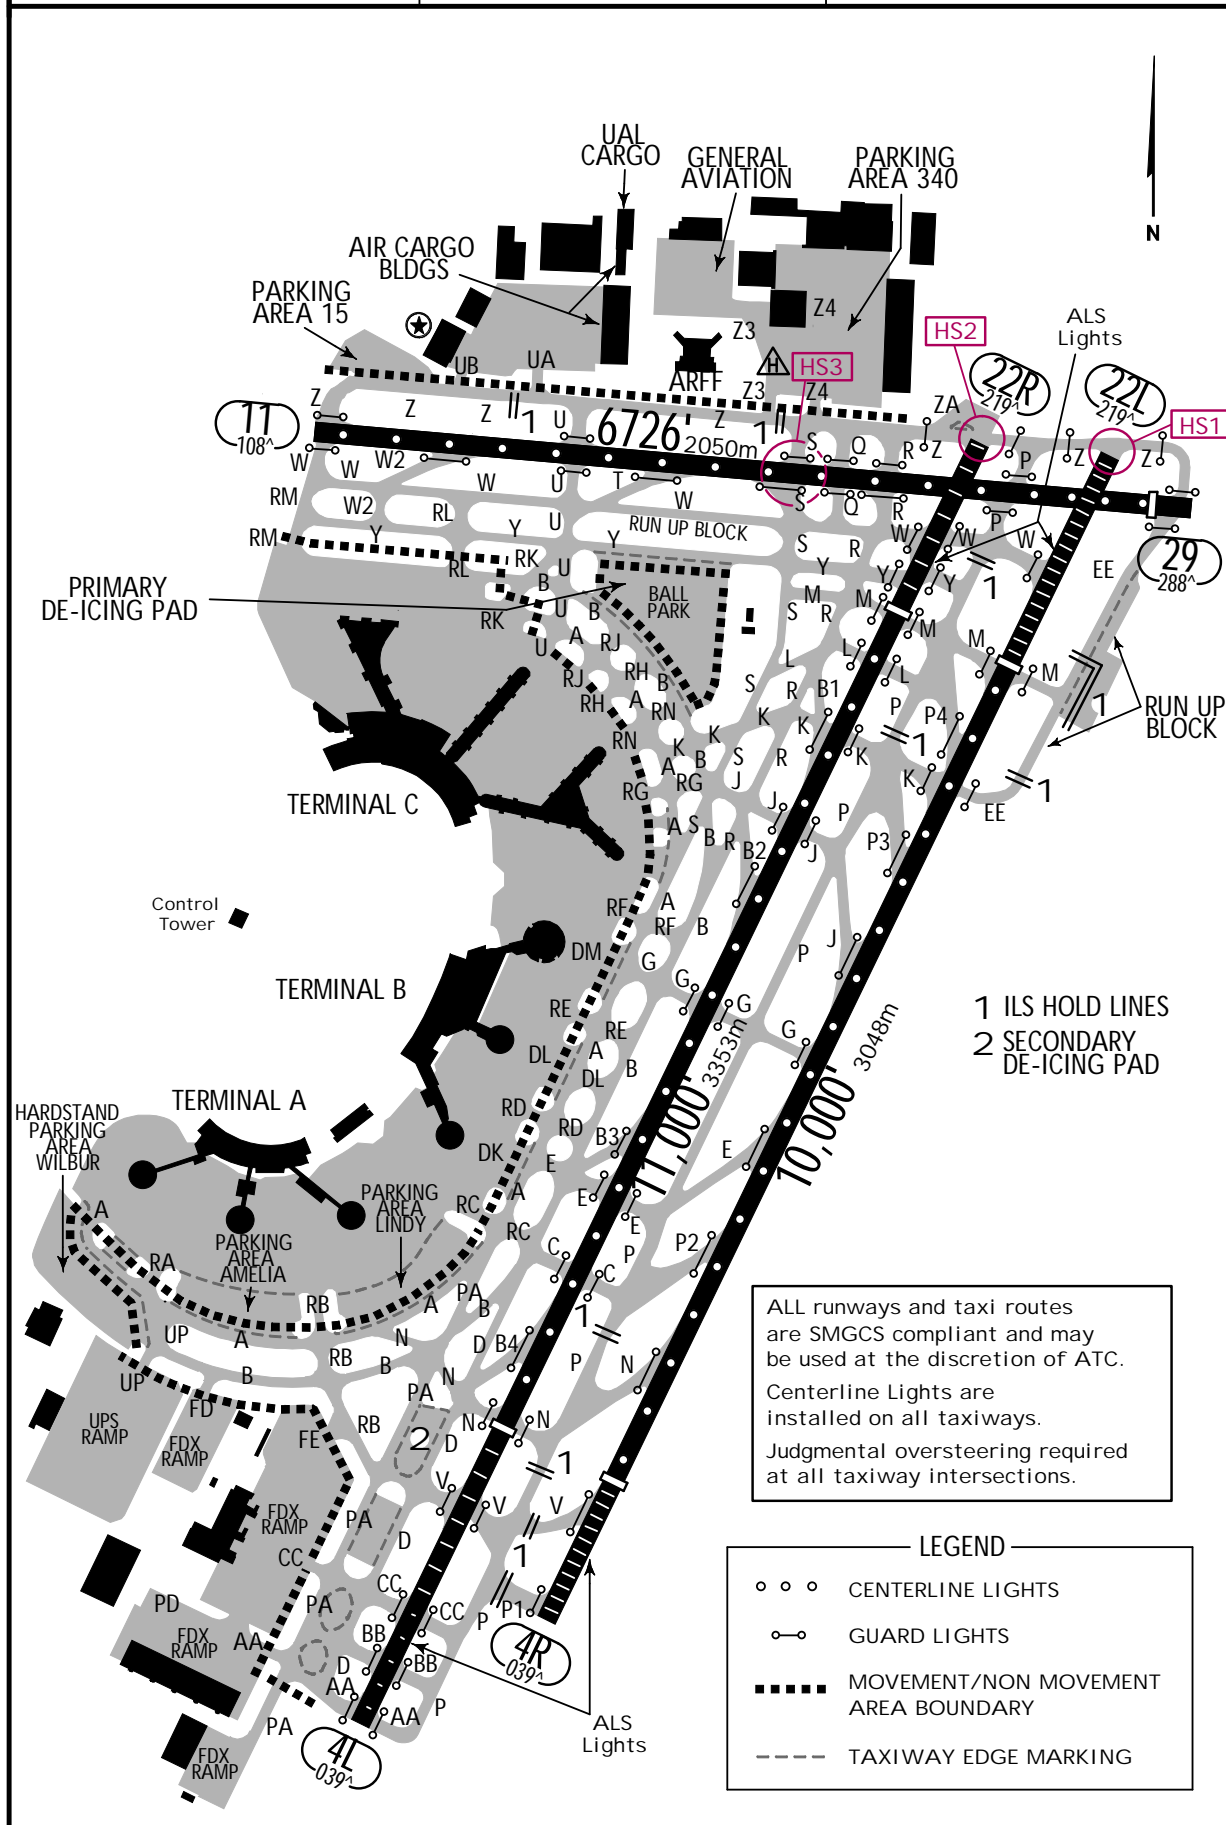 UAL
CARGO
GENERAL
AVIATION
PARKING
AREA 340
N
AIR CARGO
BLDGS
PARKING
AREA 15
ALS
Lights
HS2
22R
219^
22L
219^
HS1
Z4
Z3
H
HS3
ARFF
UB
UA
Z3
Z4
ZA
11
108^
Z
Z
Z
1
U
6726'
2050m
Z
1
S
Q
R
Z
P
Z
Z
W
W
W2
W
U
T
W
S
Q
R
P
W
RM
W2
RL
Y
U
RUN UP BLOCK
S
R
W
W
29
288^
RM
Y
RL
RK
U
Y
Y
Y
Y
1
EE
PRIMARY
DE-ICING PAD
B
U
B
BALL
PARK
M
M
M
M
M
RK
U
A
RJ
S
R
L
L
L
RJ
RH
B
RH
A
RN
S
R
B1
P
P4
1
1
RUN UP
BLOCK
RN
K
K
K
K
K
K
B
A
RG
S
J
R
RG
TERMINAL C
A
S
B
R
B2
J
J
P
P3
EE
1
Control
Tower
RF
A
RF
B
DM
G
G
G
P
J
G
TERMINAL B
RE
RE
DL
A
DL
B
3353m
11,000'
3048m
10,000'
1 ILS HOLD LINES
2 SECONDARY
DE-ICING PAD
TERMINAL A
HARDSTAND
PARKING
AREA
WILBUR
RD
RD
B3
E
DK
E
E
E
A
PARKING
AREA
LINDY
RC
A
RC
C
C
P
P2
A
RA
PARKING
AREA
AMELIA
RB
A
PA
B
1
UP
A
N
D
B4
P
N
RB
B
N
UP
B
PA
FD
RB
2
D
N
N
1
UPS
RAMP
FDX
RAMP
FE
V
V
V
FDX
RAMP
PA
D
1
CC
CC
CC
P
P1
PD
PA
FDX
RAMP
AA
BB
BB
D
AA
AA
P
PA
4R
039^
4L
039^
FDX
RAMP
ALS
Lights
ALL runways and taxi routes
are SMGCS compliant and may
be used at the discretion of ATC.
Centerline Lights are
installed on all taxiways.
Judgmental oversteering required
at all taxiway intersections.
LEGEND
CENTERLINE LIGHTS
GUARD LIGHTS
MOVEMENT/NON MOVEMENT
AREA BOUNDARY
TAXIWAY EDGE MARKING